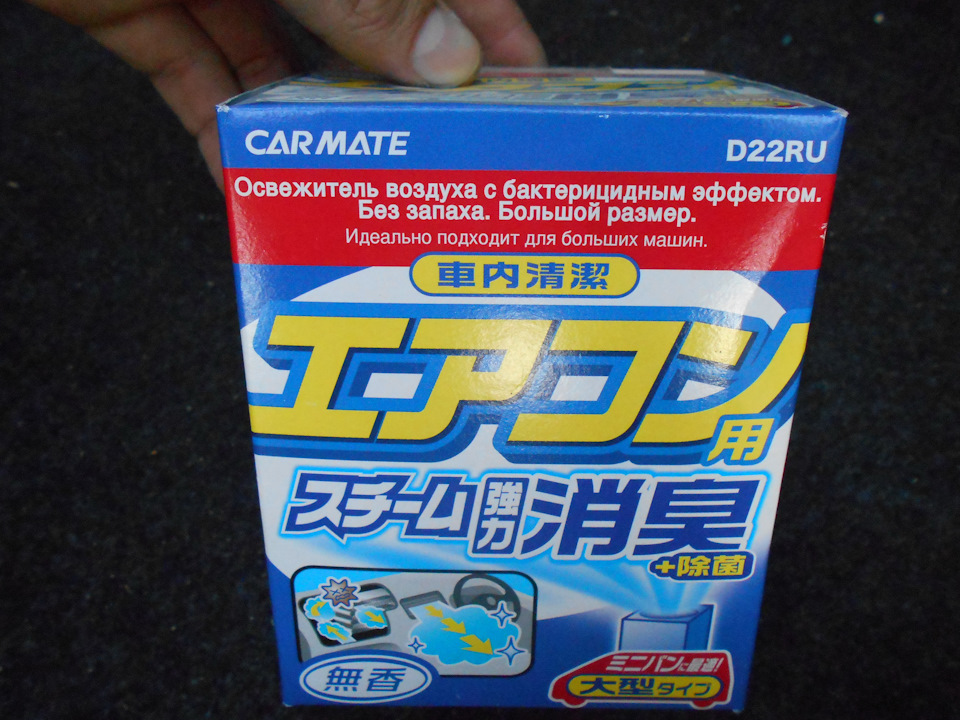 CARMATE
D22RU
Освежитель воздуха с бактерицидным эффектом.
Без запаха. Большой размер.
Идеально подходит для больших машин.
車内清潔
エアコン用
スチーム強力消臭
+除菌
無香
ミニバンに最適!
大型タイプ